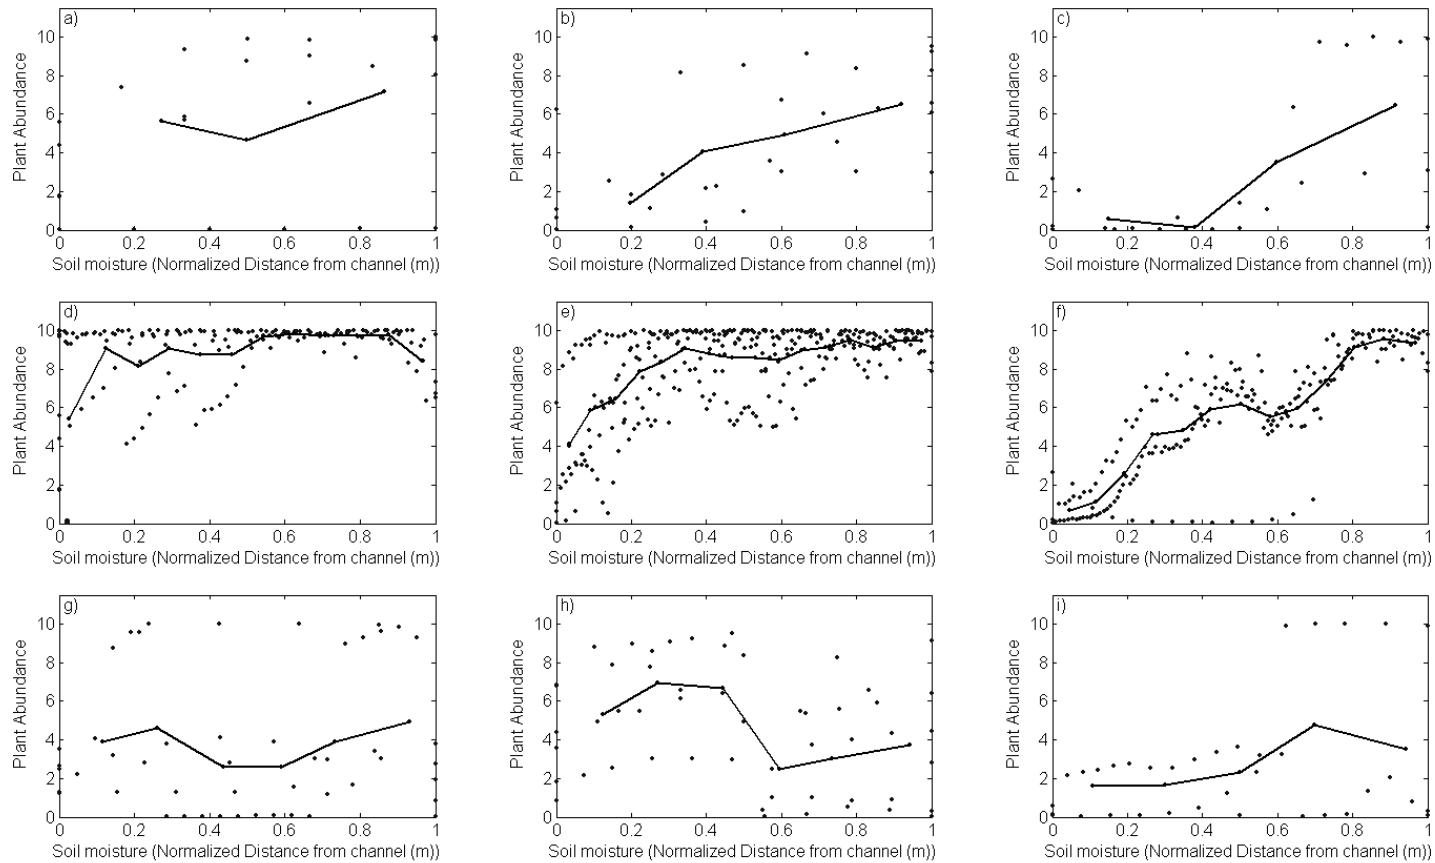 a) b) c)
10 10 10
8 8 8
6 6 6
4 4 4
2 2 2
0 0 0
Plant Abundance Plant Abundance Plant Abundance
0 0.2 0.4 0.6 0.8 1 0 0.2 0.4 0.6 0.8 1 0 0.2 0.4 0.6 0.8 1
Soil moisture (Normalized Distance from channel (m)) Soil moisture (Normalized Distance from channel (m)) Soil moisture (Normalized Distance from channel (m))
d) e) f)
10 10 10
8 8 8
6 6 6
4 4 4
2 2 2
0 0 0
Plant Abundance Plant Abundance Plant Abundance
0 0.2 0.4 0.6 0.8 1 0 0.2 0.4 0.6 0.8 1 0 0.2 0.4 0.6 0.8 1
Soil moisture (Normalized Distance from channel (m)) Soil moisture (Normalized Distance from channel (m)) Soil moisture (Normalized Distance from channel (m))
g) h) i)
10 10 10
8 8 8
6 6 6
4 4 4
2 2 2
0 0 0
Plant Abundance Plant Abundance Plant Abundance
0 0.2 0.4 0.6 0.8 1 0 0.2 0.4 0.6 0.8 1 0 0.2 0.4 0.6 0.8 1
Soil moisture (Normalized Distance from channel (m)) Soil moisture (Normalized Distance from channel (m)) Soil moisture (Normalized Distance from channel (m))